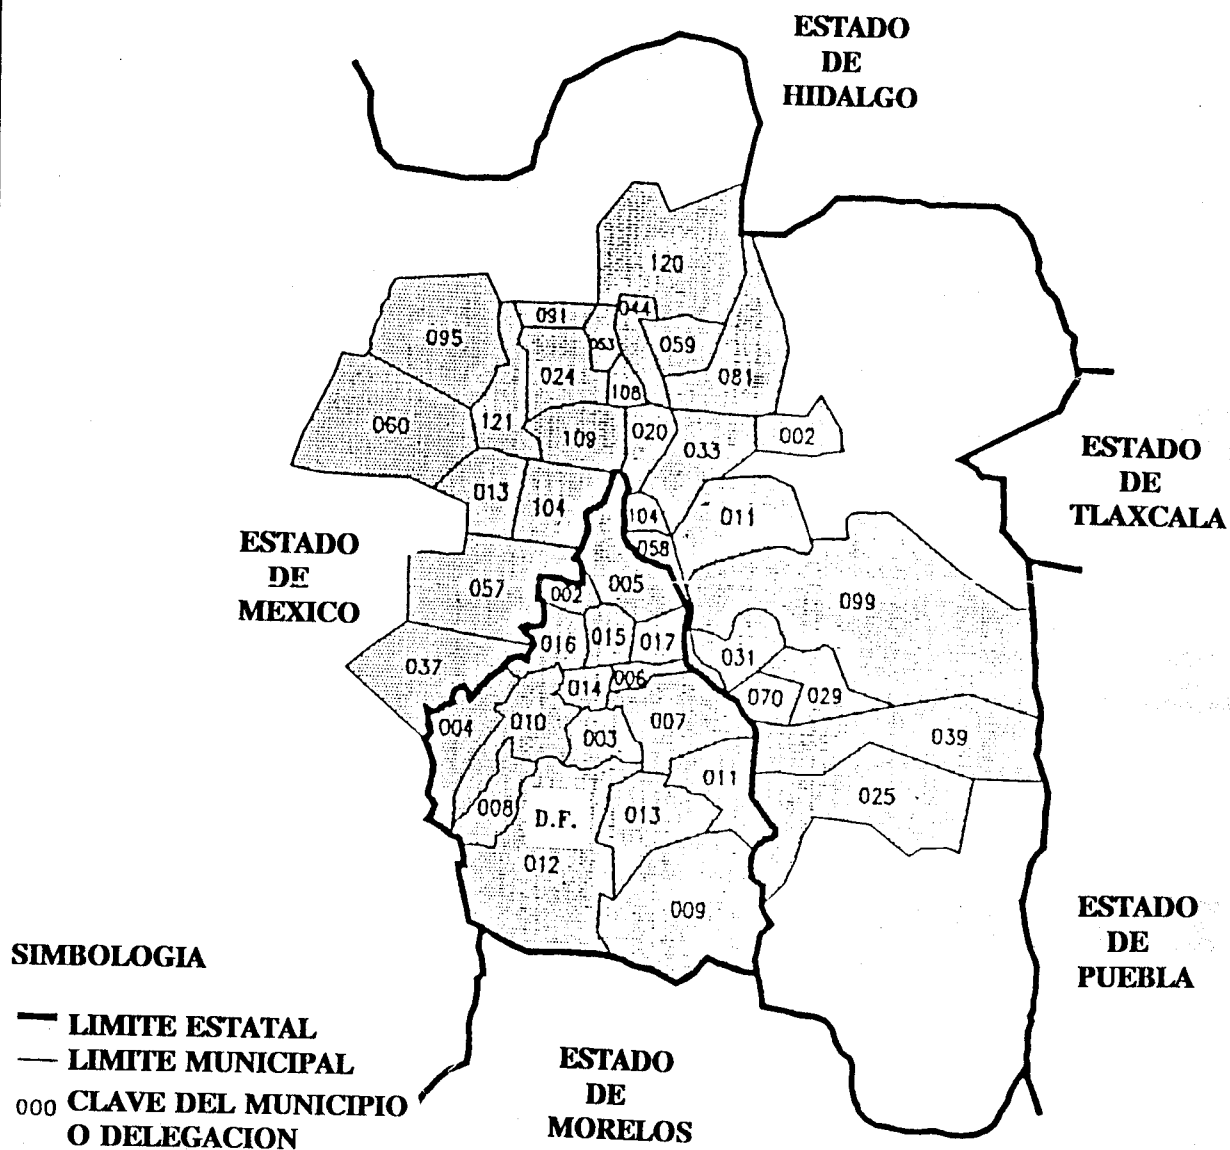 ESTADO
DE
HIDALGO
120
044
091
053
095
059
024
081
108
060
121
109
020
033
002
ESTADO
DE
TLAXCALA
013
104
104
011
ESTADO
DE
MEXICO
058
057
002
005
099
016
015
017
031
037
014
006
070
029
004
010
003
007
039
011
008
D.F.
013
025
012
009
ESTADO
DE
PUEBLA
SIMBOLOGIA
LIMITE ESTATAL
LIMITE MUNICIPAL
000 CLAVE DEL MUNICIPIO
O DELEGACION
ESTADO
DE
MORELOS